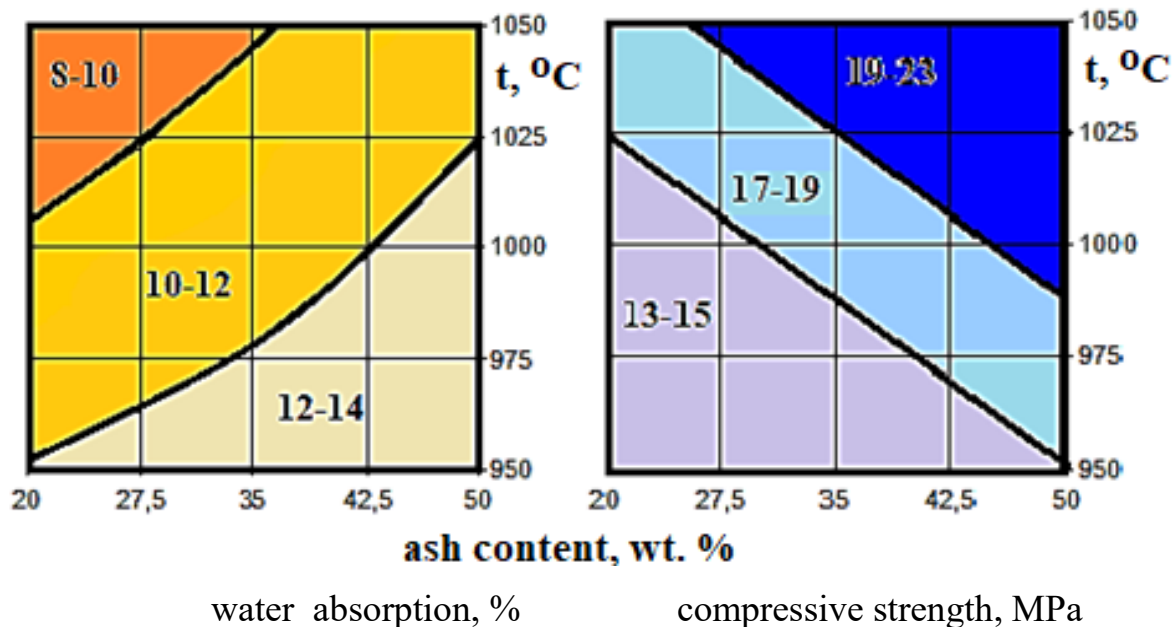 1050
8-10
t, °C
1025
1000
10-12
975
12-14
950
20 27,5 35 42,5 50
1050
19-23
t, °C
1025
17-19
1000
13-15
975
950
20 27,5 35 42,5 50
ash content, wt. %
water absorption, % compressive strength, MPa